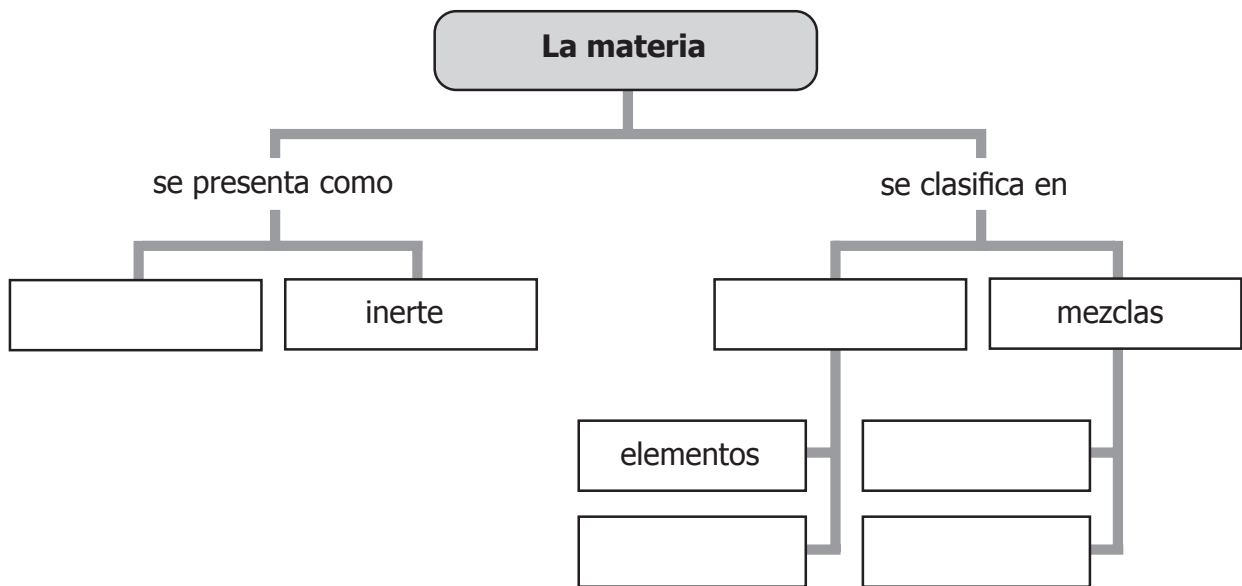 La materia
se presenta como
se clasifica en
inerte
mezclas
elementos